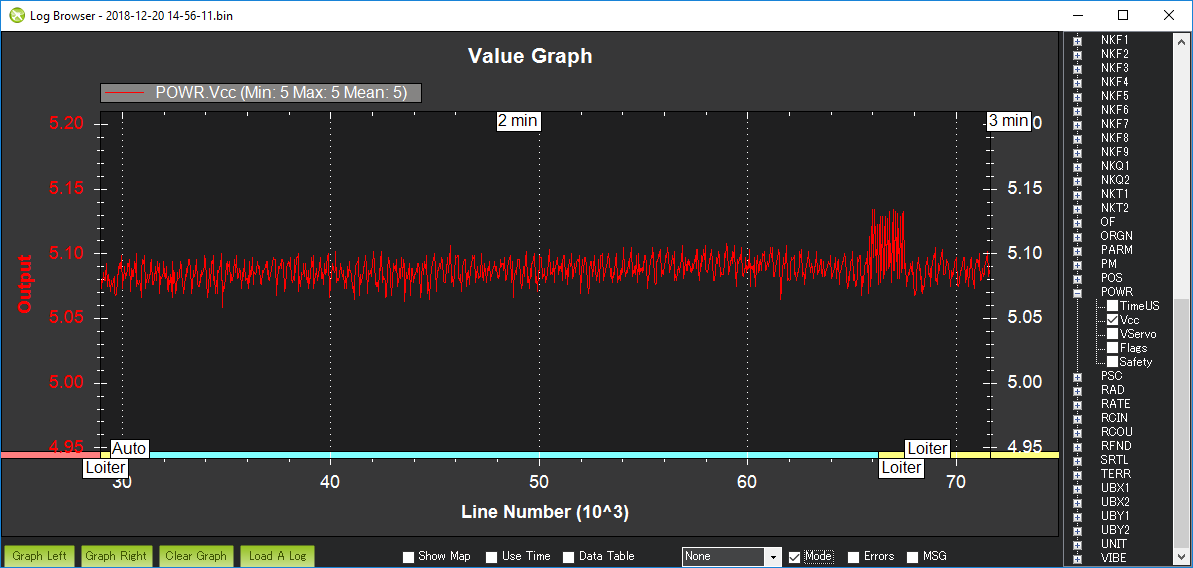 Log Browser - 2018-12-20 14-56-11.bin
Value Graph
POWR.Vcc (Min: 5 Max: 5 Mean: 5)
2 min
3 min
0
5.20
5.15
5.10
5.05
5.00
4.95
Output
5.15
5.10
5.05
5.00
4.95
Auto
Loiter
Loiter
Loiter
30
40
50
60
70
Line Number (10^3)
NKF1
NKF2
NKF3
NKF4
NKF5
NKF6
NKF7
NKF8
NKF9
NKQ1
NKQ2
NKT1
NKT2
OF
ORGN
PARM
PM
POS
POWR
TimeUS
Vcc
VServo
Flags
Safety
PSC
RAD
RATE
RCIN
RCOU
RFND
SRTL
TERR
UBX1
UBX2
UBY1
UBY2
UNIT
VIBE
Graph Left
Graph Right
Clear Graph
Load A Log
Show Map
Use Time
Data Table
None
Mode
Errors
MSG